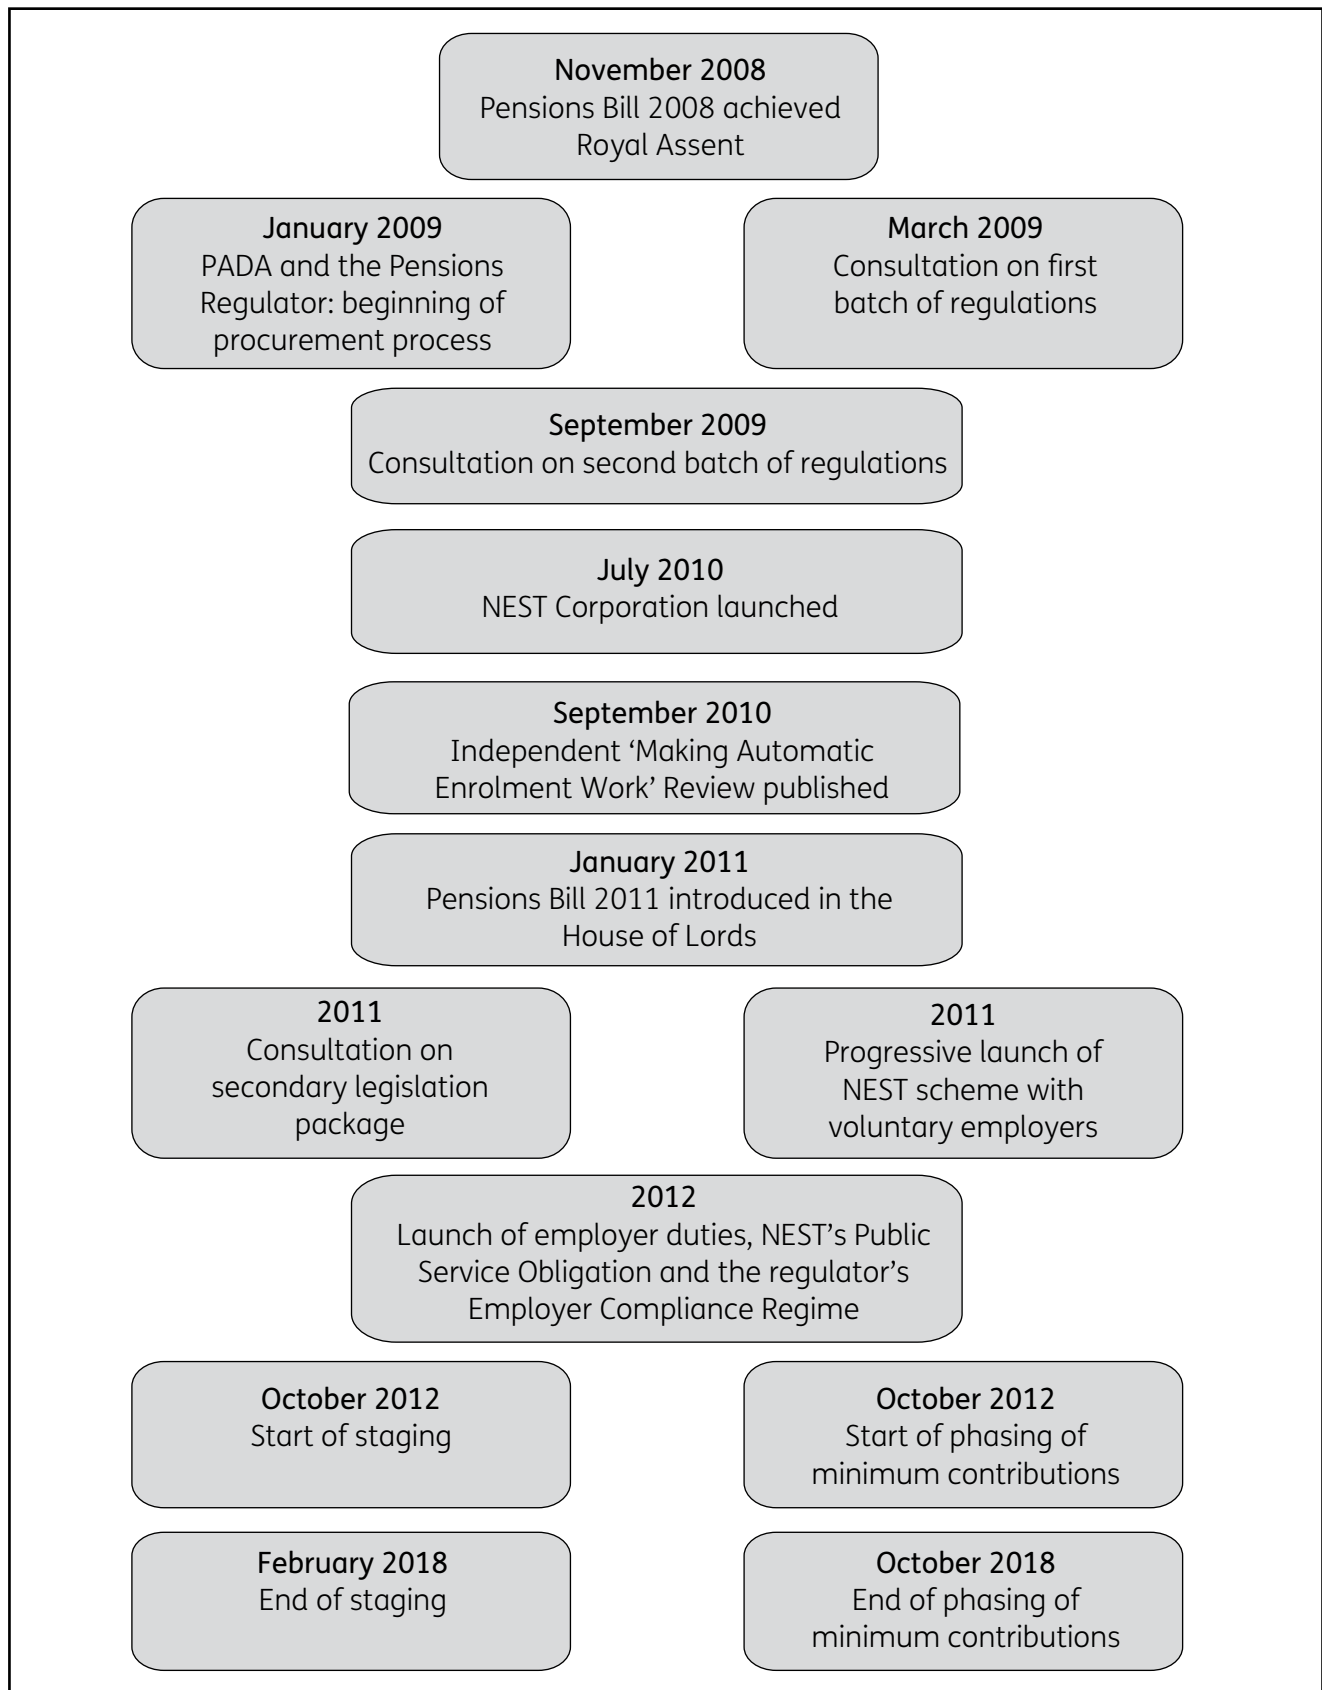 November 2008
Pensions Bill 2008 achieved
Royal Assent
January 2009
PADA and the Pensions
Regulator: beginning of
procurement process
March 2009
Consultation on first
batch of regulations
September 2009
Consultation on second batch of regulations
July 2010
NEST Corporation launched
September 2010
Independent ‘Making Automatic
Enrolment Work’ Review published
January 2011
Pensions Bill 2011 introduced in the
House of Lords
2011
Consultation on
secondary legislation
package
2011
Progressive launch of
NEST scheme with
voluntary employers
2012
Launch of employer duties, NEST’s Public
Service Obligation and the regulator’s
Employer Compliance Regime
October 2012
Start of staging
October 2012
Start of phasing of
minimum contributions
February 2018
End of staging
October 2018
End of phasing of
minimum contributions